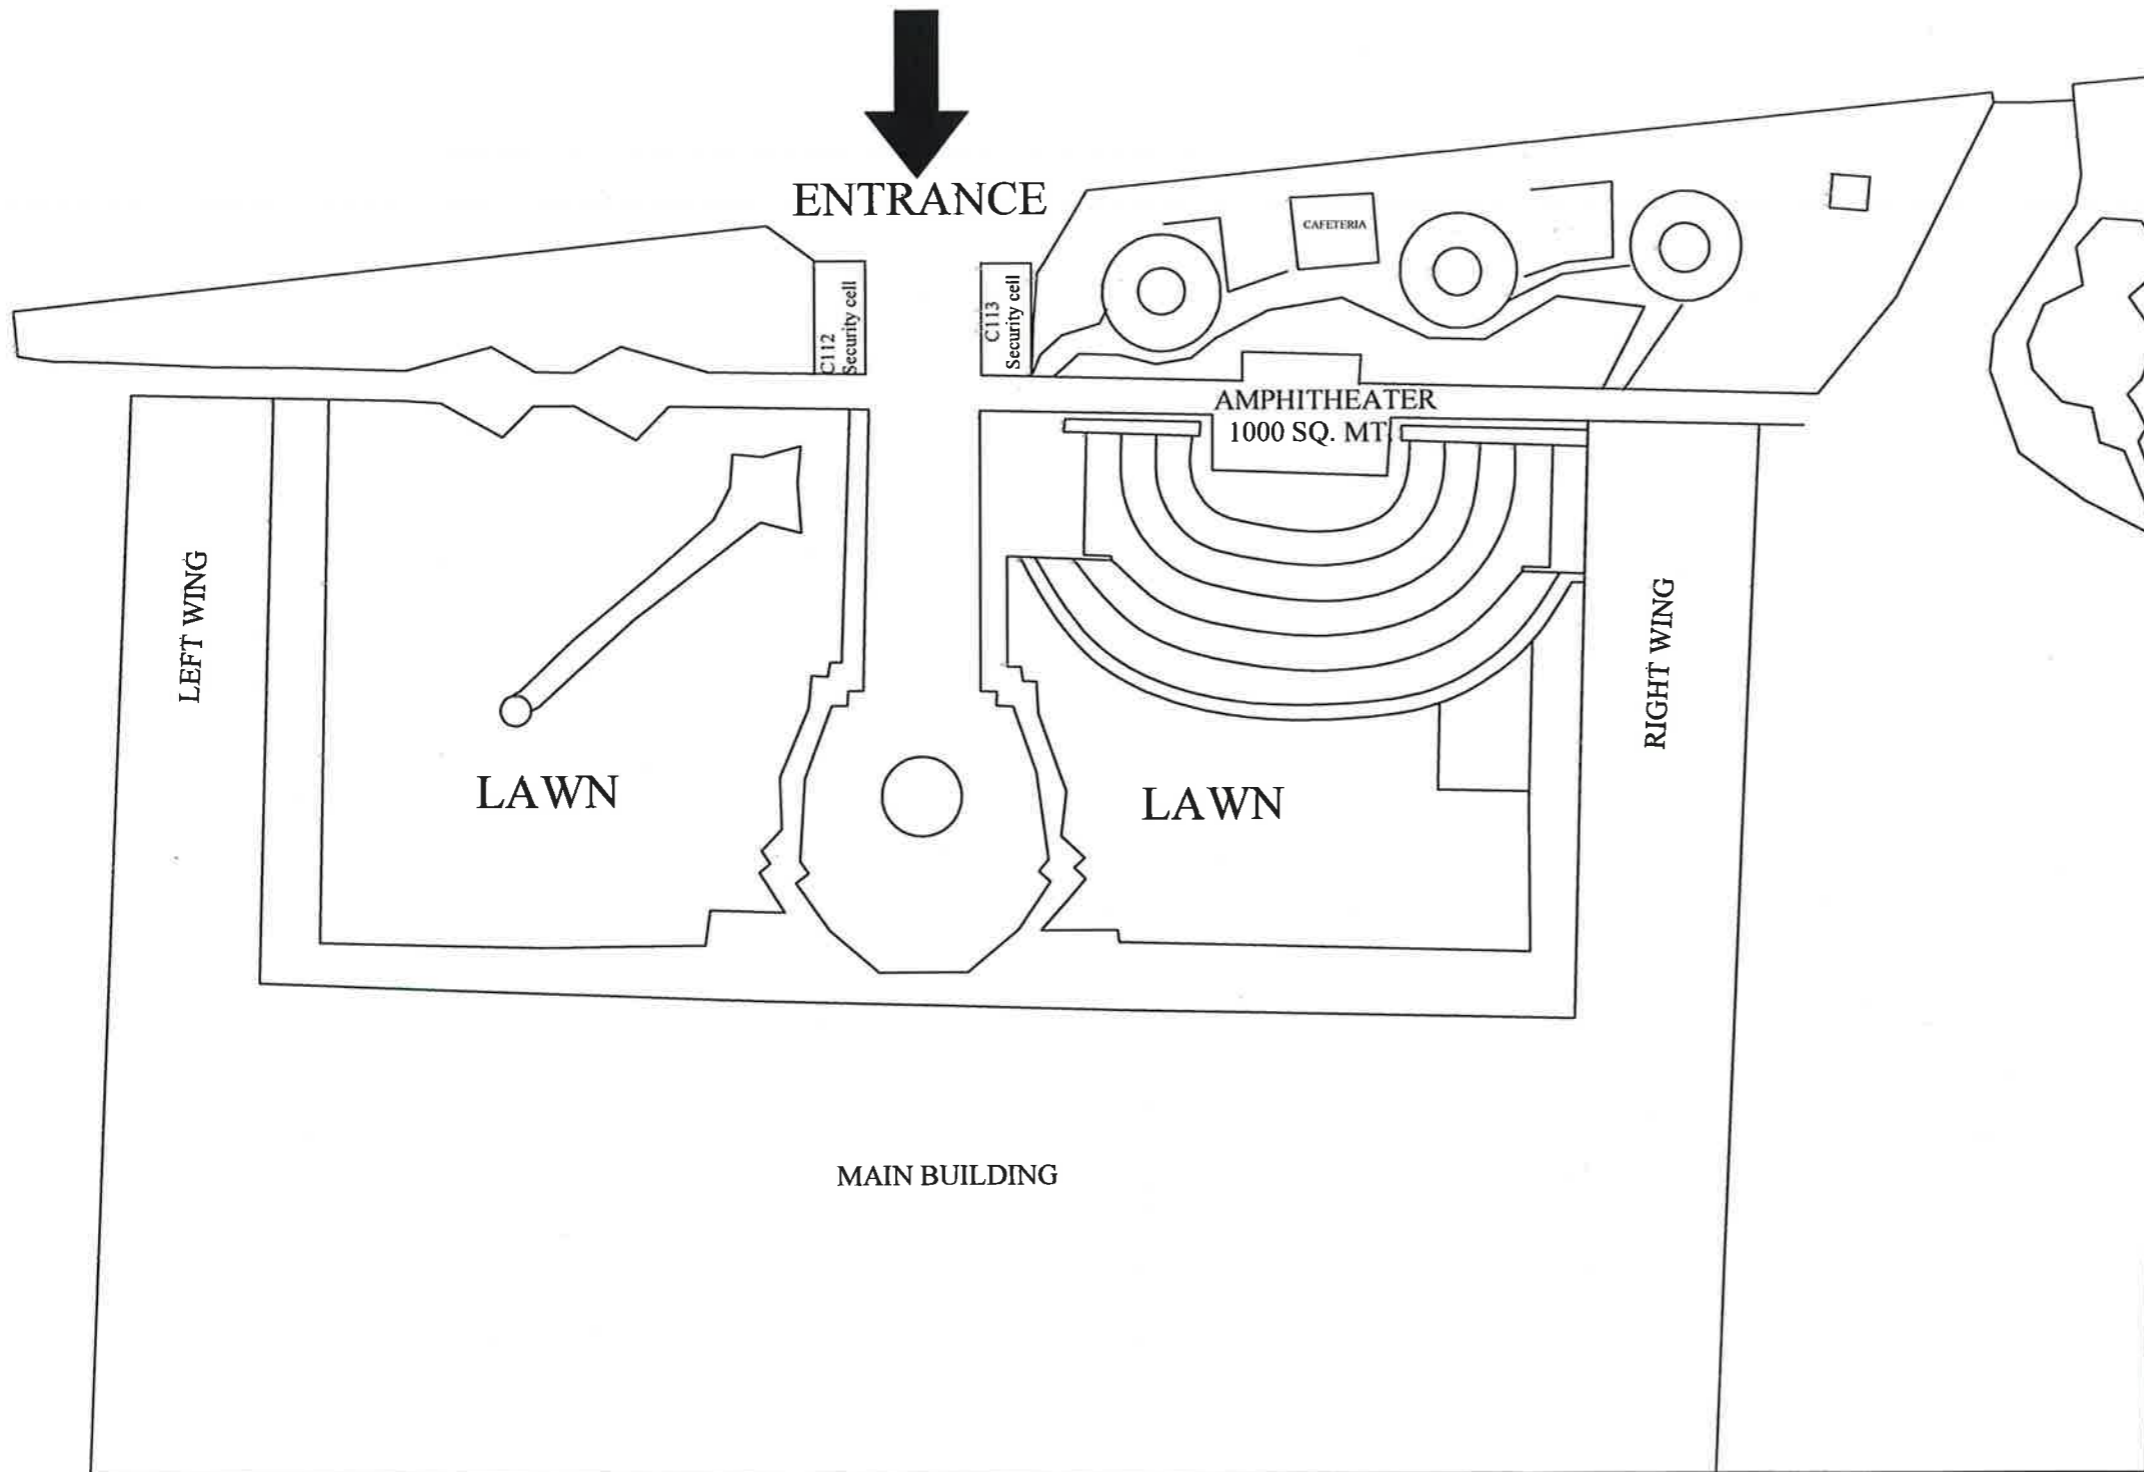 ENTRANCE
CAFETERIA
C112
Security cell
C113
Security cell
AMPHITHEATER
1000 SQ. MT.
LEFT WING
RIGHT WING
LAWN
LAWN
MAIN BUILDING